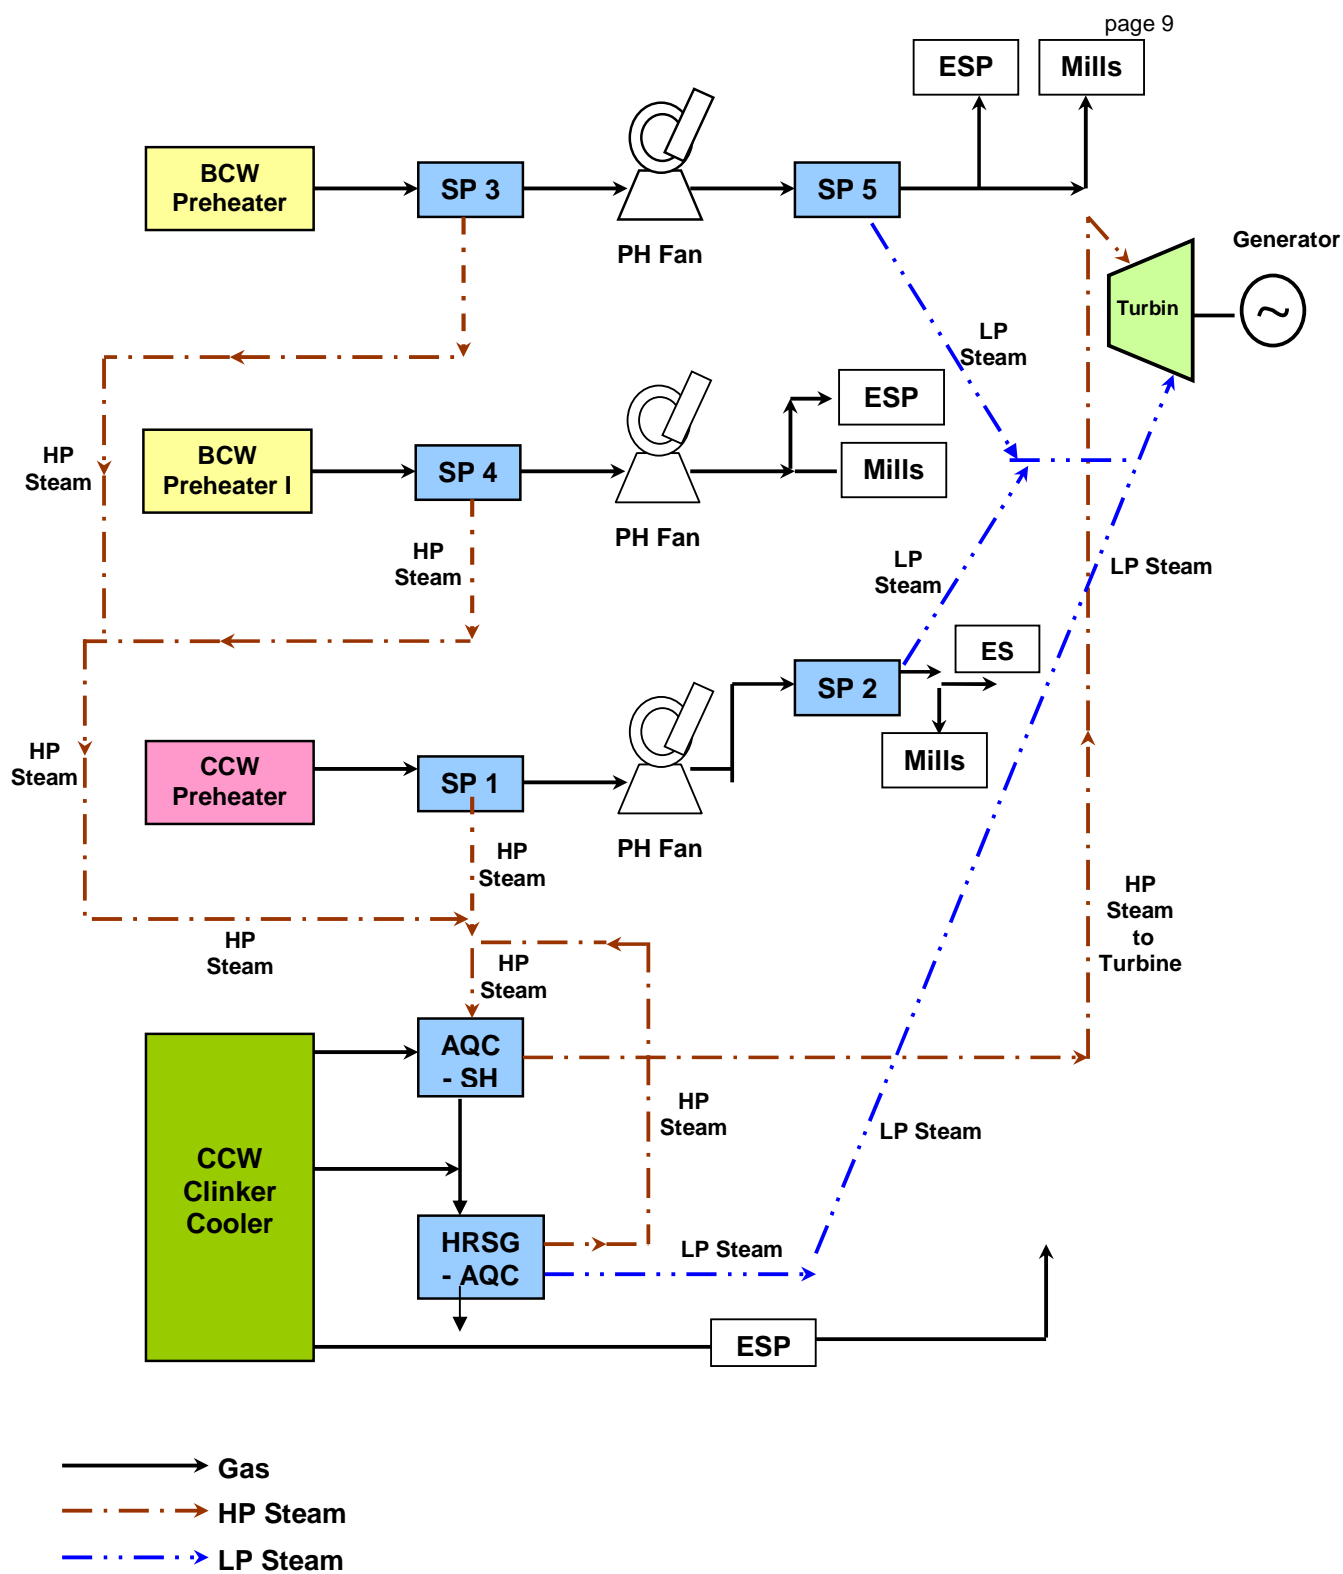 page 9
ESP
Mills
BCW
Preheater
SP 3
SP 5
PH Fan
Generator
Turbin
~
LP
Steam
HP
Steam
BCW
Preheater I
SP 4
PH Fan
ESP
Mills
HP
Steam
LP
Steam
LP Steam
ES
SP 2
Mills
HP
Steam
CCW
Preheater
SP 1
PH Fan
HP
Steam
HP
Steam
to
Turbine
HP
Steam
HP
Steam
AQC
- SH
HP
Steam
LP Steam
CCW
Clinker
Cooler
HRSG
- AQC
LP Steam
ESP
Gas
HP Steam
LP Steam